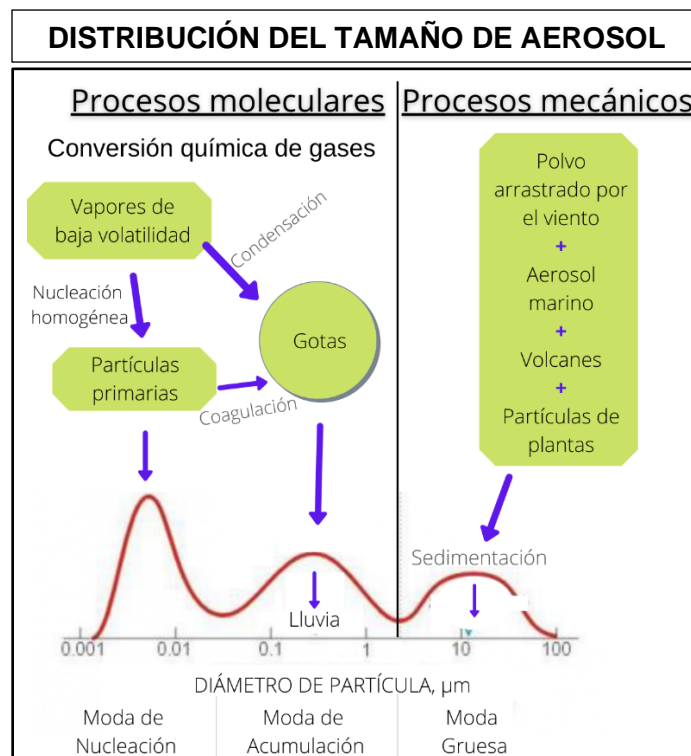 DISTRIBUCIÓN DEL TAMAÑO DE AEROSOL
Procesos moleculares
Procesos mecánicos
Conversión química de gases
Vapores de
baja volatilidad
Condensación
Nucleación
homogénea
Gotas
Partículas
primarias
Coagulación
Polvo
arrastrado por
el viento
+
Aerosol
marino
+
Volcanes
+
Partículas de
plantas
Sedimentación
Lluvia
0.001 0.01 0.1 1 10 100
DIÁMETRO DE PARTÍCULA, μm
Moda de
Nucleación
Moda de
Acumulación
Moda
Gruesa